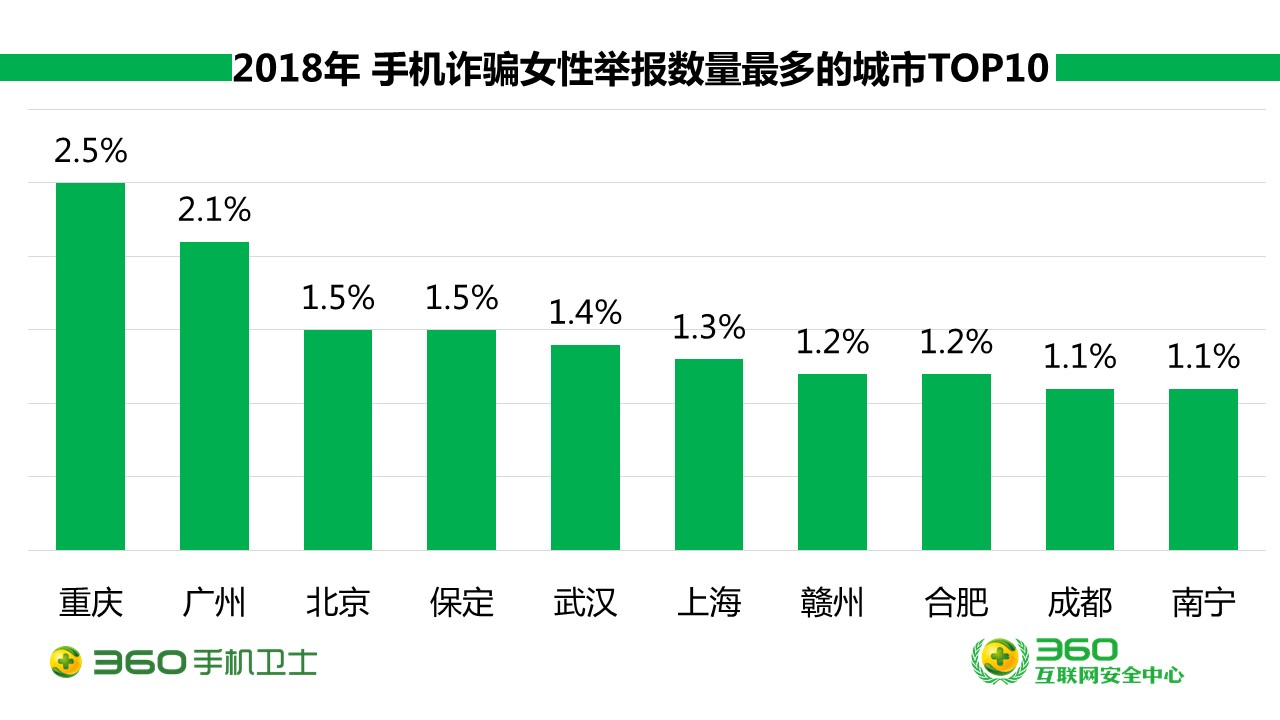 2018年 手机诈骗女性举报数量最多的城市TOP10
2.5%
2.1%
1.5%
1.5%
1.4%
1.3%
1.2%
1.2%
1.1%
1.1%
重庆
广州
北京
保定
武汉
上海
赣州
合肥
成都
南宁
360手机卫士
360
互联网安全中心